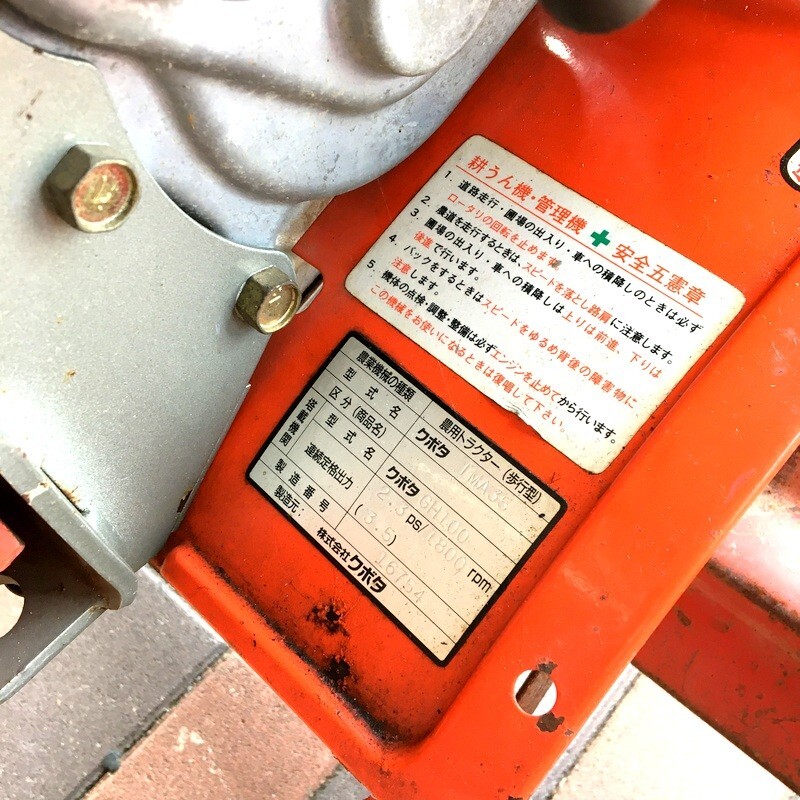 耕うん機・管理機 安全五憲章
1. 道路走行・圃場の出入り・車への積降しのときは必ず
ロータリの回転を止めます。
2. 農道を走行するときは、スピードを落とし路肩に注意します。
3. 圃場の出入り・車への積降しは上りは前進、下りは
後進で行います。
4. バックをするときはスピードをゆるめ背後の障害物に
注意します。
5. 機体の点検・調整・整備は必ずエンジンを止めてから行います。
この機械をお使いになるときは復唱して下さい。
農業機械の種類 農用トラクター(歩行型)
型式名 クボタ TMA38
区分(商品名)
搭載機関 型式名 クボタ GH100
連続定格出力 2.3ps/1800rpm
(3.5)
製造番号 16754
製造元: 株式会社クボタ